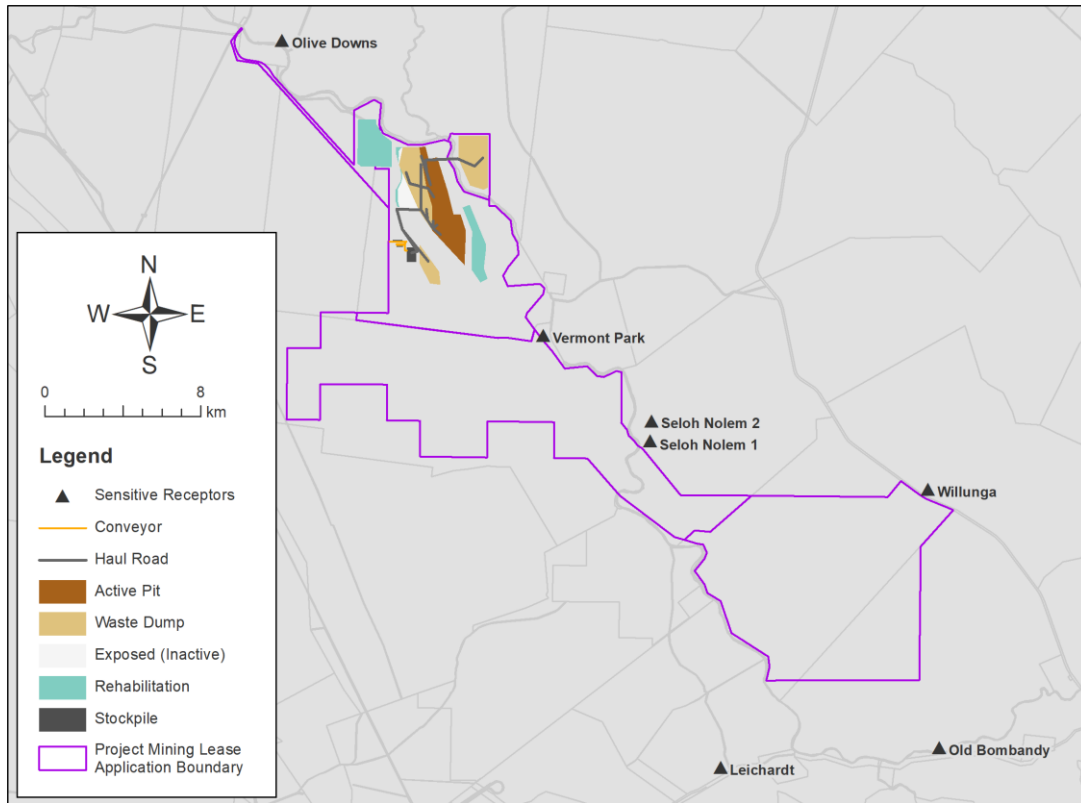 Olive Downs
Vermont Park
Seloh Nolem 2
Seloh Nolem 1
Willunga
Old Bombandy
Leichardt
N
W E
S
0 8
km
Legend
Sensitive Receptors
Conveyor
Haul Road
Active Pit
Waste Dump
Exposed (Inactive)
Rehabilitation
Stockpile
Project Mining Lease
Application Boundary